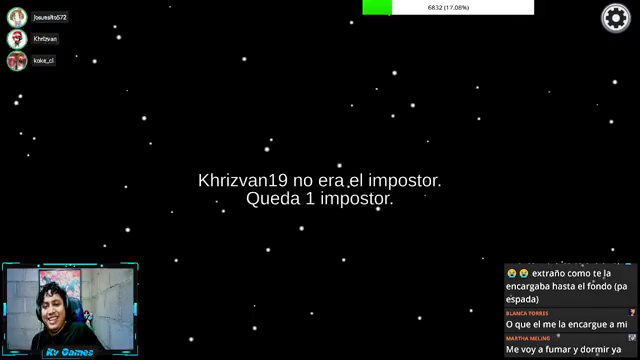 Josuealto572
6832 (17.08%)
Khrizvan
koke_cl
Khrizvan19 no era el impostor.
Queda 1 impostor.
😭😭 extraño como te la
encargaba hasta el fondo (pa
espada)
BLANCA TORRES
O que el me la encargue a mi
MARTHA MELING
Me voy a fumar y dormir ya
Kv Games